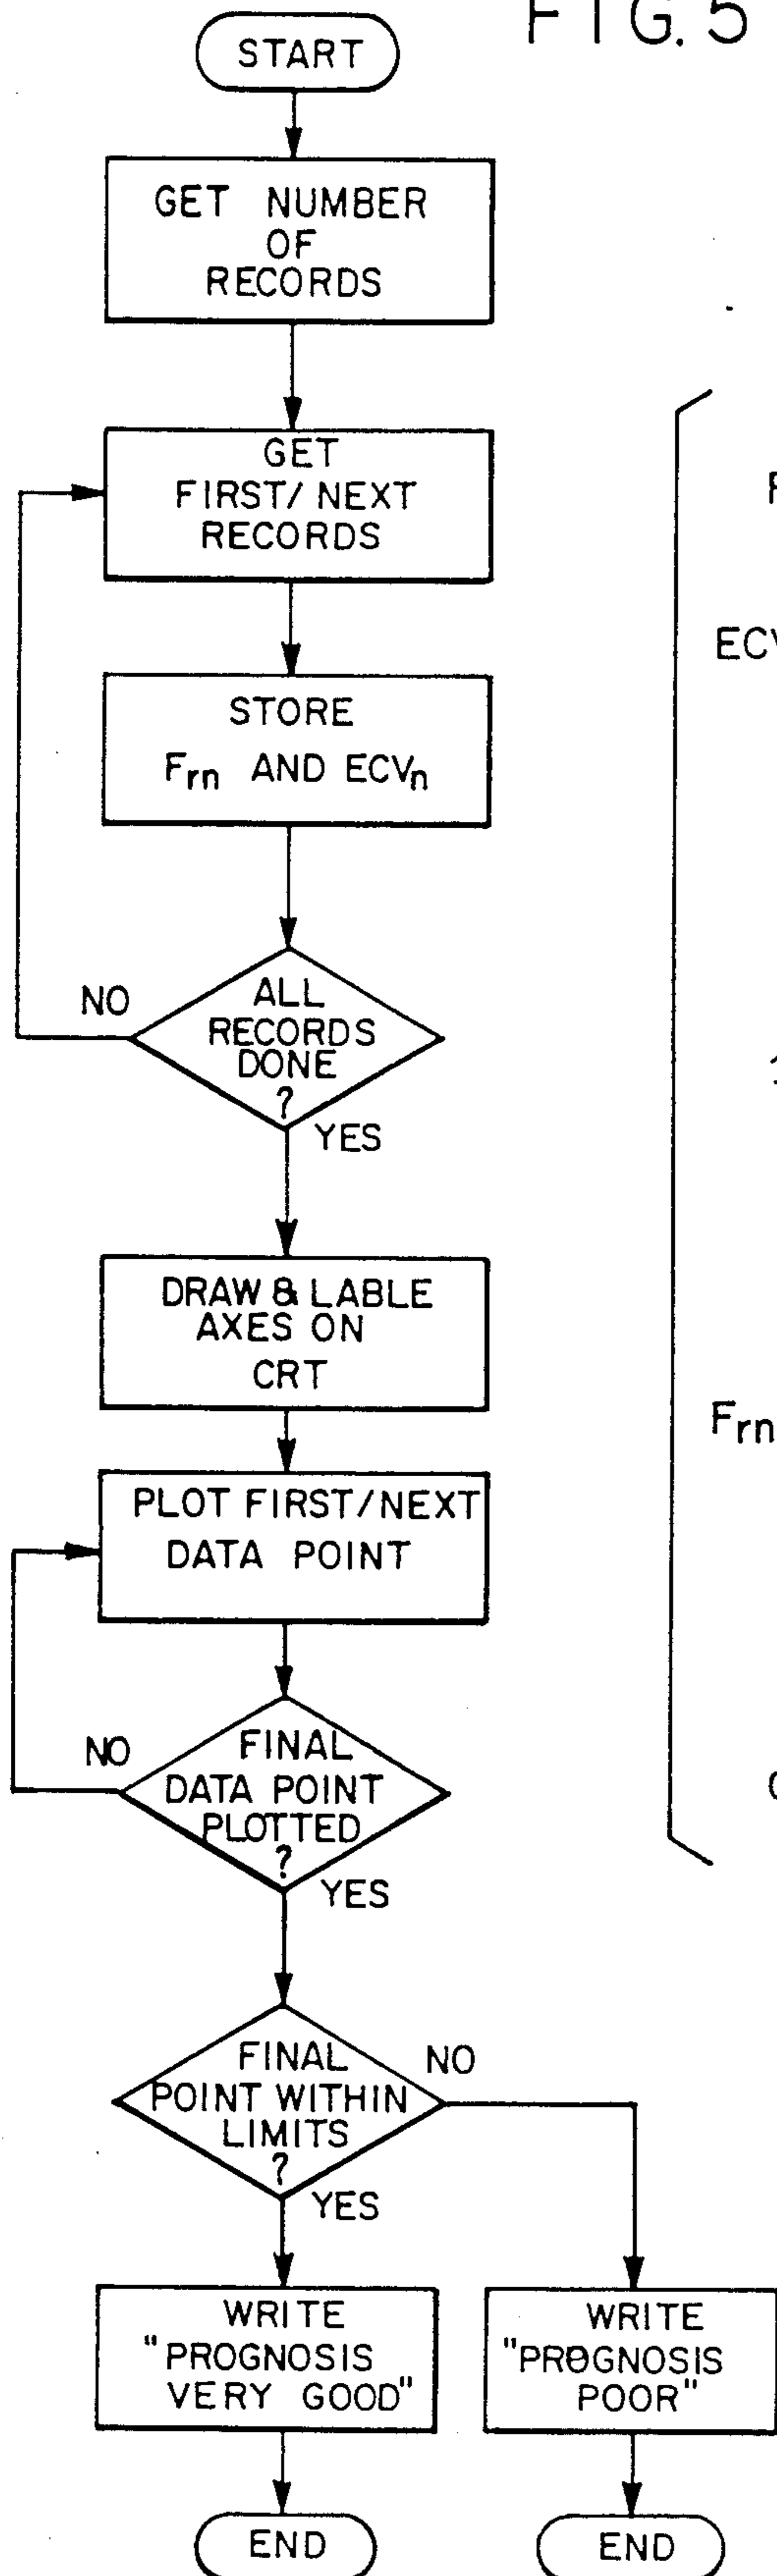 FIG. 5
START
GET NUMBER
OF
RECORDS
GET
FIRST/NEXT
RECORDS
STORE
Frn AND ECVn
NO
ALL
RECORDS
DONE
?
YES
DRAW & LABLE
AXES ON
CRT
PLOT FIRST/NEXT
DATA POINT
NO
FINAL
DATA POINT
PLOTTED
?
YES
FINAL
POINT WITHIN
LIMITS
?
NO
YES
WRITE
"PROGNOSIS
VERY GOOD"
WRITE
"PROGNOSIS
POOR"
END
END
ECV
Frn